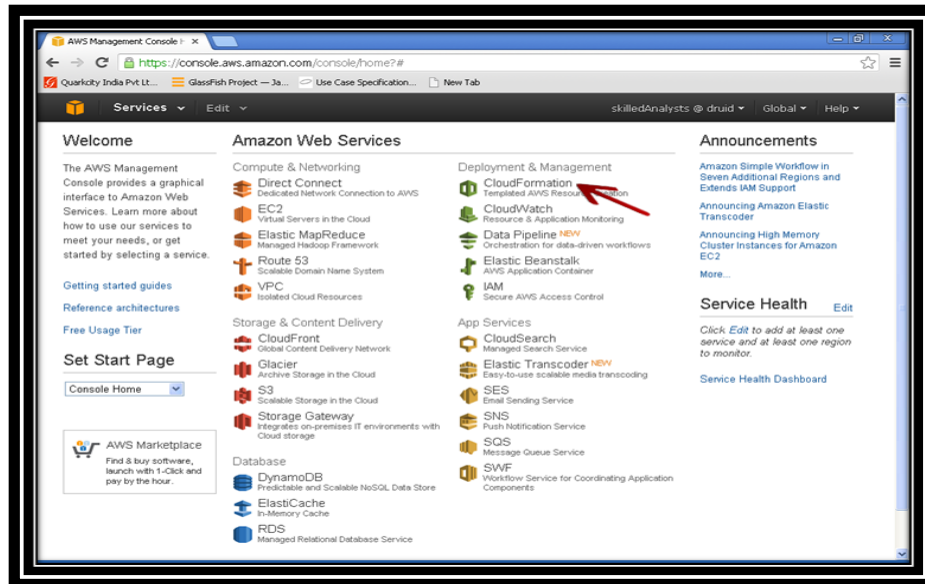 AWS Management Console H
https://console.aws.amazon.com/console/home?#
Quarkcity India Pvt Lt...
GlassFish Project — Ja...
Use Case Specification...
New Tab
Services
Edit
skilledAnalysts @ druid
Global
Help
Welcome
The AWS Management
Console provides a graphical
interface to Amazon Web
Services. Learn more about
how to use our services to
meet your needs, or get
started by selecting a service.
Getting started guides
Reference architectures
Free Usage Tier
Set Start Page
Console Home
AWS Marketplace
Find & buy software,
launch with 1-Click and
pay by the hour.
Amazon Web Services
Compute & Networking
Direct Connect
Dedicated Network Connection to AWS
EC2
Virtual Servers in the Cloud
Elastic MapReduce
Managed Hadoop Framework
Route 53
Scalable Domain Name System
VPC
Isolated Cloud Resources
Storage & Content Delivery
CloudFront
Global Content Delivery Network
Glacier
Archive Storage in the Cloud
S3
Scalable Storage in the Cloud
Storage Gateway
Integrates on-premises IT environments with
Cloud storage
Database
DynamoDB
Predictable and Scalable NoSQL Data Store
ElastiCache
In-Memory Cache
RDS
Managed Relational Database Service
Deployment & Management
CloudFormation
Templated AWS Resource Creation
CloudWatch
Resource & Application Monitoring
Data Pipeline NEW
Orchestration for data-driven workflows
Elastic Beanstalk
AWS Application Container
IAM
Secure AWS Access Control
App Services
CloudSearch
Managed Search Service
Elastic Transcoder NEW
Easy-to-use scalable media transcoding
SES
Email Sending Service
SNS
Push Notification Service
SQS
Message Queue Service
SWF
Workflow Service for Coordinating Application
Components
Announcements
Amazon Simple Workflow in
Seven Additional Regions and
Extends IAM Support
Announcing Amazon Elastic
Transcoder
Announcing High Memory
Cluster Instances for Amazon
EC2
More...
Service Health Edit
Click Edit to add at least one
service and at least one region
to monitor.
Service Health Dashboard